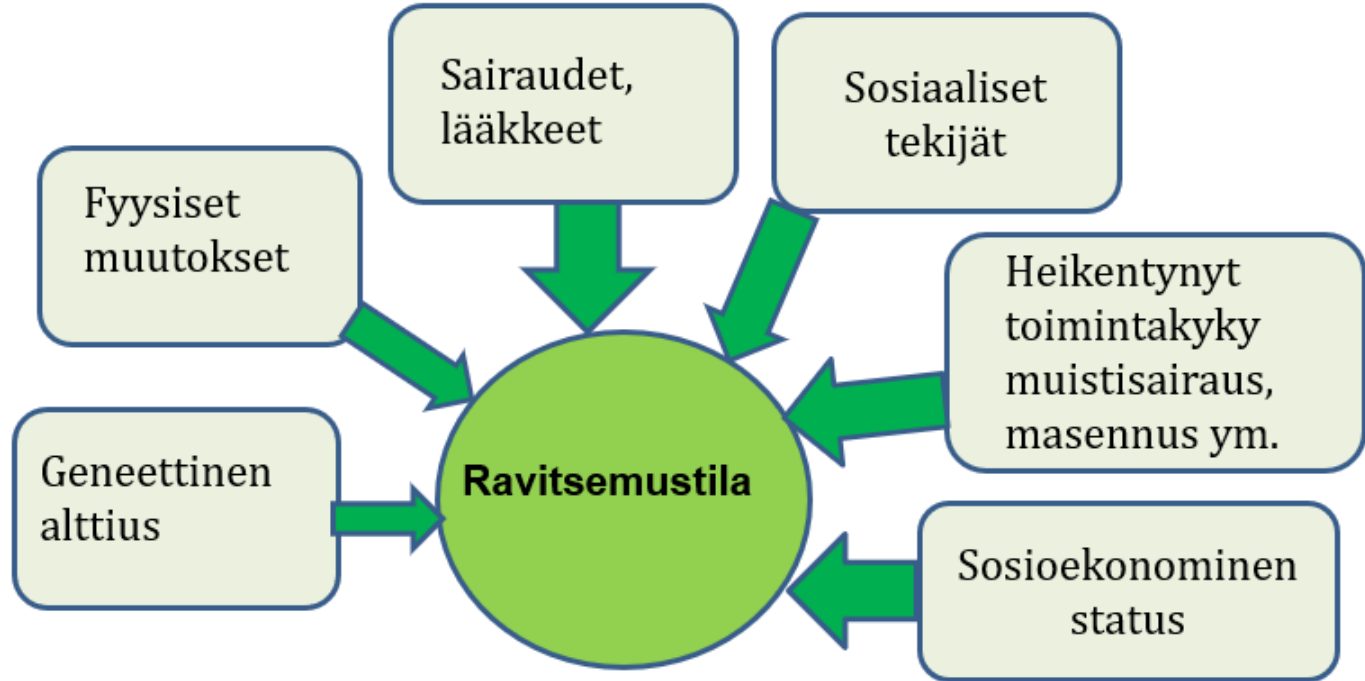 Sairaudet,
lääkkeet
Sosiaaliset
tekijät
Fyysiset
muutokset
Heikentynyt
toimintakyky
muistisairaus,
masennus ym.
Geneettinen
alttius
Ravitsemustila
Sosioekonominen
status